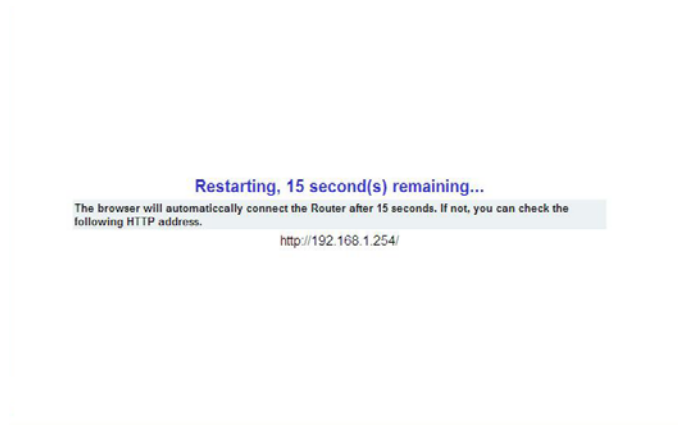 Restarting, 15 second(s) remaining...
The browser will automaticcally connect the Router after 15 seconds. If not, you can check the
following HTTP address.
http://192.168.1.254/